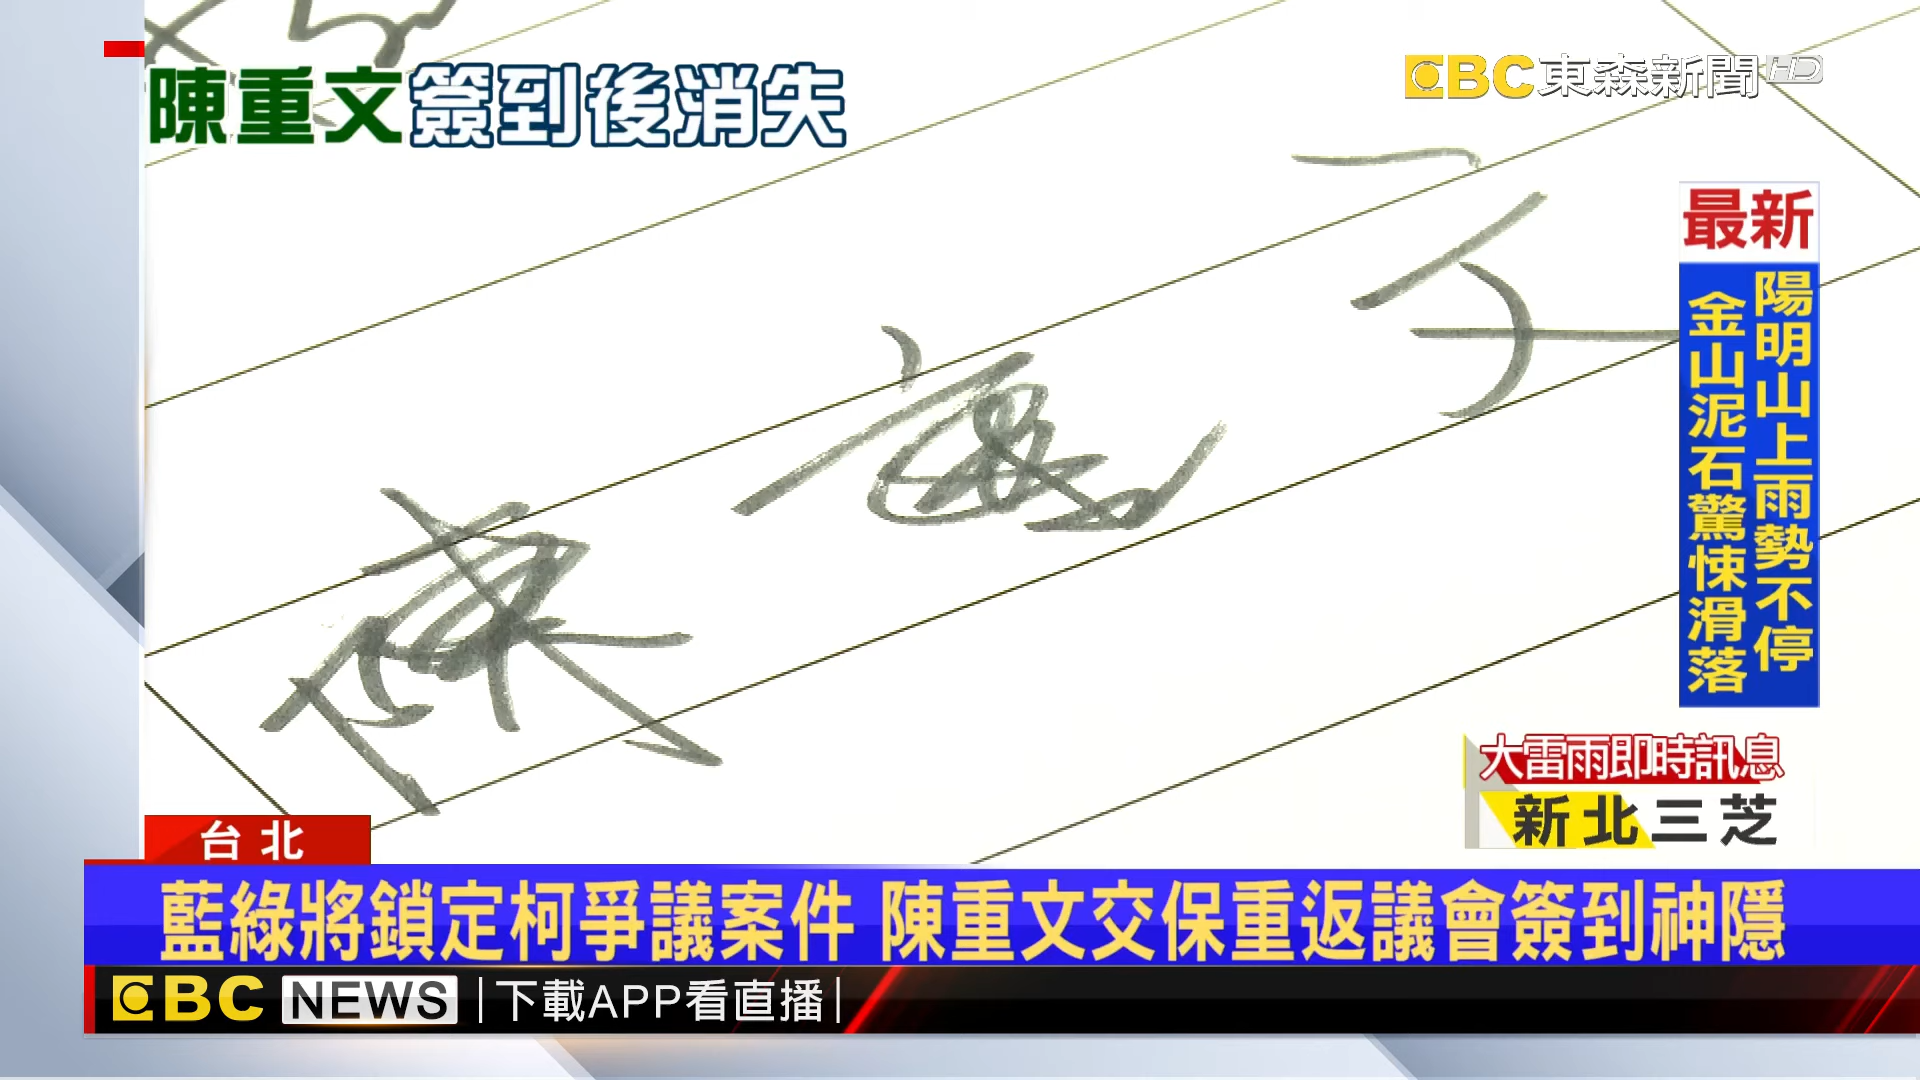 陳重文簽到後消失
EBC東森新聞HD
陳重文
最新
陽明山上雨勢不停
金山泥石驚悚滑落
大雷雨即時訊息
新北三芝
台北
藍綠將鎖定柯爭議案件 陳重文交保重返議會簽到神隱
EBC NEWS |下載APP看直播|